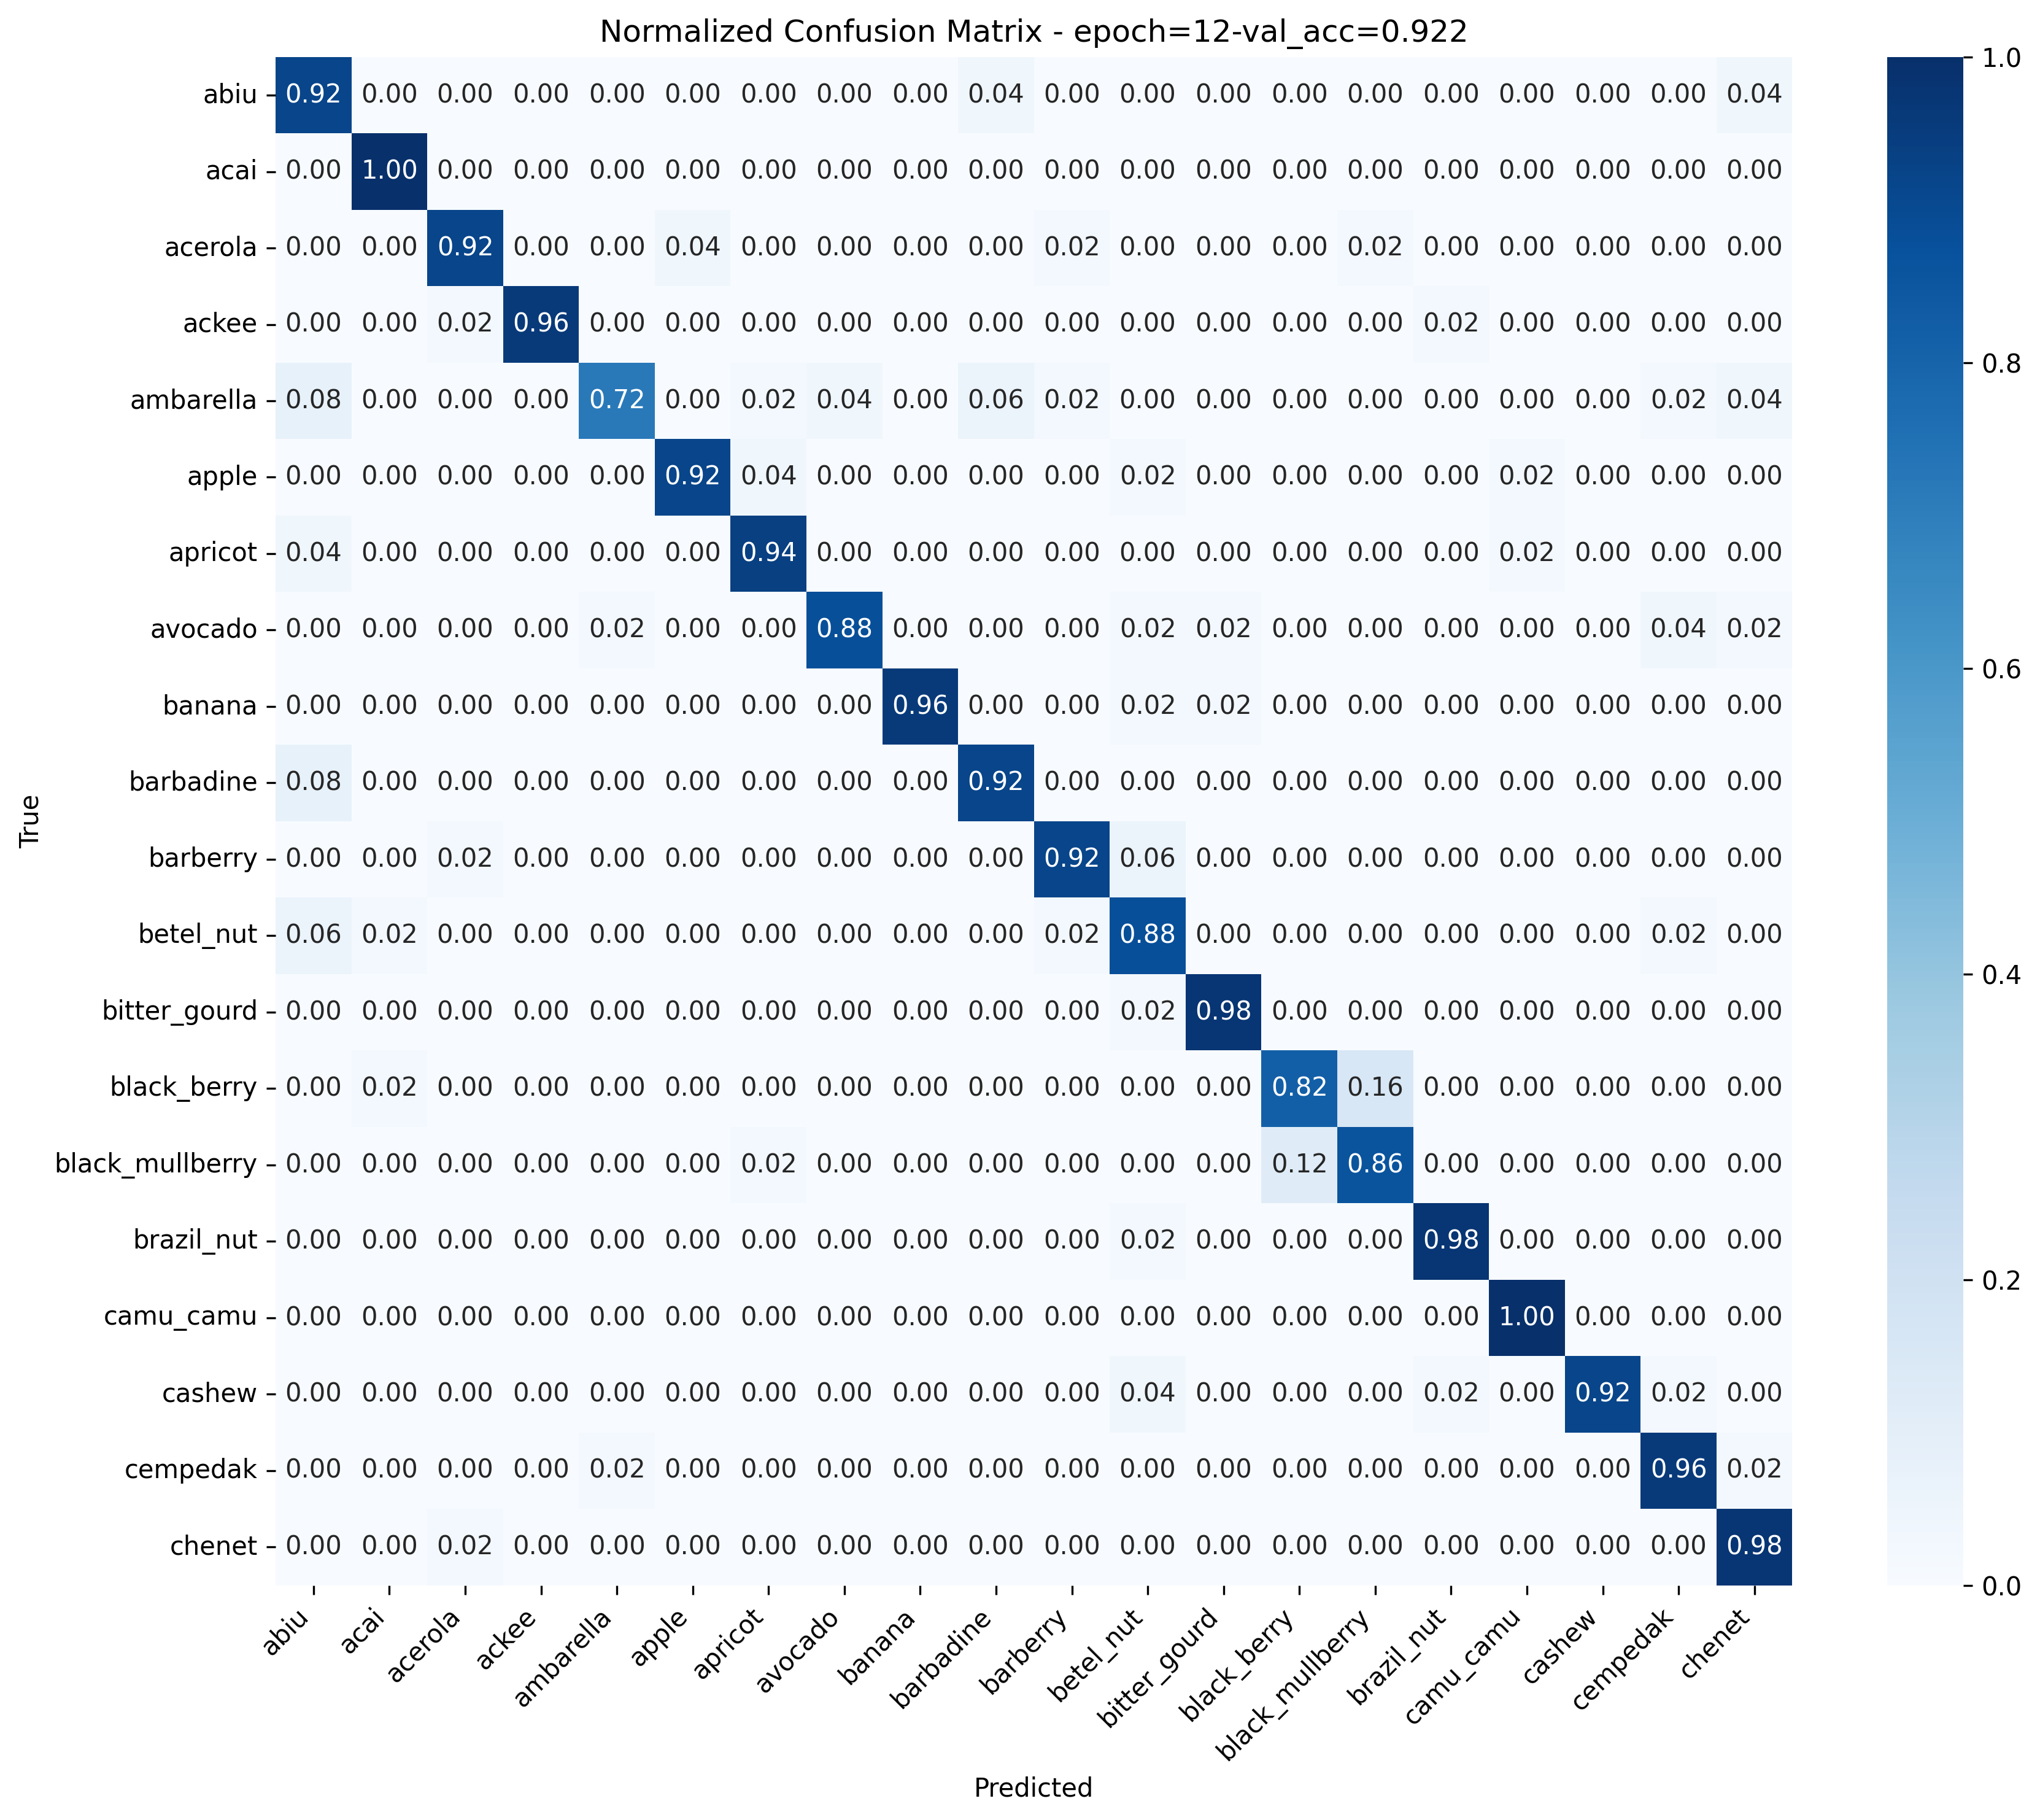 Normalized Confusion Matrix - epoch=12-val_acc=0.922
abiu 0.92 0.00 0.00 0.00 0.00 0.00 0.00 0.00 0.00 0.04 0.00 0.00 0.00 0.00 0.00 0.00 0.00 0.00 0.00 0.04
acai 0.00 1.00 0.00 0.00 0.00 0.00 0.00 0.00 0.00 0.00 0.00 0.00 0.00 0.00 0.00 0.00 0.00 0.00 0.00 0.00
acerola 0.00 0.00 0.92 0.00 0.00 0.04 0.00 0.00 0.00 0.00 0.02 0.00 0.00 0.00 0.02 0.00 0.00 0.00 0.00 0.00
ackee 0.00 0.00 0.02 0.96 0.00 0.00 0.00 0.00 0.00 0.00 0.00 0.00 0.00 0.00 0.00 0.02 0.00 0.00 0.00 0.00
ambarella 0.08 0.00 0.00 0.00 0.72 0.00 0.02 0.04 0.00 0.06 0.02 0.00 0.00 0.00 0.00 0.00 0.00 0.00 0.02 0.04
apple 0.00 0.00 0.00 0.00 0.00 0.92 0.04 0.00 0.00 0.00 0.00 0.02 0.00 0.00 0.00 0.00 0.02 0.00 0.00 0.00
apricot 0.04 0.00 0.00 0.00 0.00 0.00 0.94 0.00 0.00 0.00 0.00 0.00 0.00 0.00 0.00 0.00 0.02 0.00 0.00 0.00
avocado 0.00 0.00 0.00 0.00 0.02 0.00 0.00 0.88 0.00 0.00 0.00 0.02 0.02 0.00 0.00 0.00 0.00 0.00 0.04 0.02
banana 0.00 0.00 0.00 0.00 0.00 0.00 0.00 0.00 0.96 0.00 0.00 0.02 0.02 0.00 0.00 0.00 0.00 0.00 0.00 0.00
barbadine 0.08 0.00 0.00 0.00 0.00 0.00 0.00 0.00 0.00 0.92 0.00 0.00 0.00 0.00 0.00 0.00 0.00 0.00 0.00 0.00
barberry 0.00 0.00 0.02 0.00 0.00 0.00 0.00 0.00 0.00 0.00 0.92 0.06 0.00 0.00 0.00 0.00 0.00 0.00 0.00 0.00
betel_nut 0.06 0.02 0.00 0.00 0.00 0.00 0.00 0.00 0.00 0.00 0.02 0.88 0.00 0.00 0.00 0.00 0.00 0.00 0.02 0.00
bitter_gourd 0.00 0.00 0.00 0.00 0.00 0.00 0.00 0.00 0.00 0.00 0.00 0.02 0.98 0.00 0.00 0.00 0.00 0.00 0.00 0.00
black_berry 0.00 0.02 0.00 0.00 0.00 0.00 0.00 0.00 0.00 0.00 0.00 0.00 0.00 0.82 0.16 0.00 0.00 0.00 0.00 0.00
black_mullberry 0.00 0.00 0.00 0.00 0.00 0.00 0.02 0.00 0.00 0.00 0.00 0.00 0.00 0.12 0.86 0.00 0.00 0.00 0.00 0.00
brazil_nut 0.00 0.00 0.00 0.00 0.00 0.00 0.00 0.00 0.00 0.00 0.00 0.02 0.00 0.00 0.00 0.98 0.00 0.00 0.00 0.00
camu_camu 0.00 0.00 0.00 0.00 0.00 0.00 0.00 0.00 0.00 0.00 0.00 0.00 0.00 0.00 0.00 0.00 1.00 0.00 0.00 0.00
cashew 0.00 0.00 0.00 0.00 0.00 0.00 0.00 0.00 0.00 0.00 0.00 0.04 0.00 0.00 0.00 0.02 0.00 0.92 0.02 0.00
cempedak 0.00 0.00 0.00 0.00 0.02 0.00 0.00 0.00 0.00 0.00 0.00 0.00 0.00 0.00 0.00 0.00 0.00 0.00 0.96 0.02
chenet 0.00 0.00 0.02 0.00 0.00 0.00 0.00 0.00 0.00 0.00 0.00 0.00 0.00 0.00 0.00 0.00 0.00 0.00 0.00 0.98
abiu acai acerola ackee ambarella apple apricot avocado banana barbadine barberry betel_nut bitter_gourd black_berry black_mullberry brazil_nut camu_camu cashew cempedak chenet
Predicted
True
1.0
0.8
0.6
0.4
0.2
0.0